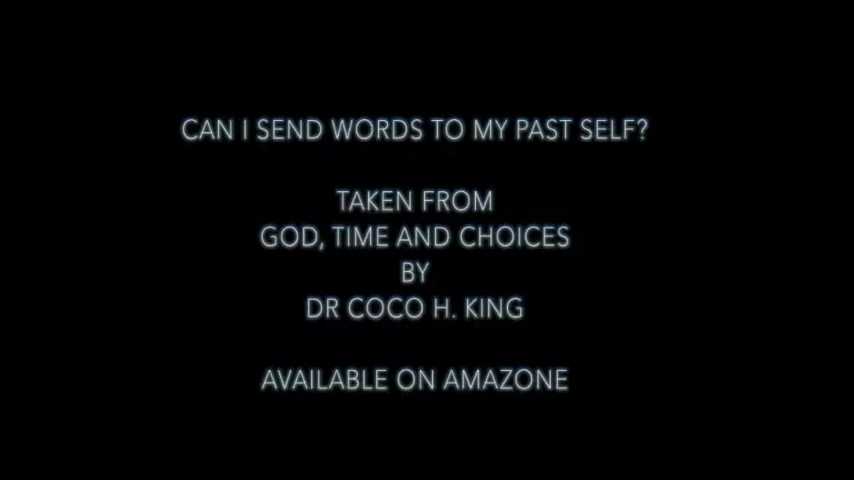 CAN I SEND WORDS TO MY PAST SELF?
TAKEN FROM
GOD, TIME AND CHOICES
BY
DR COCO H. KING
AVAILABLE ON AMAZONE